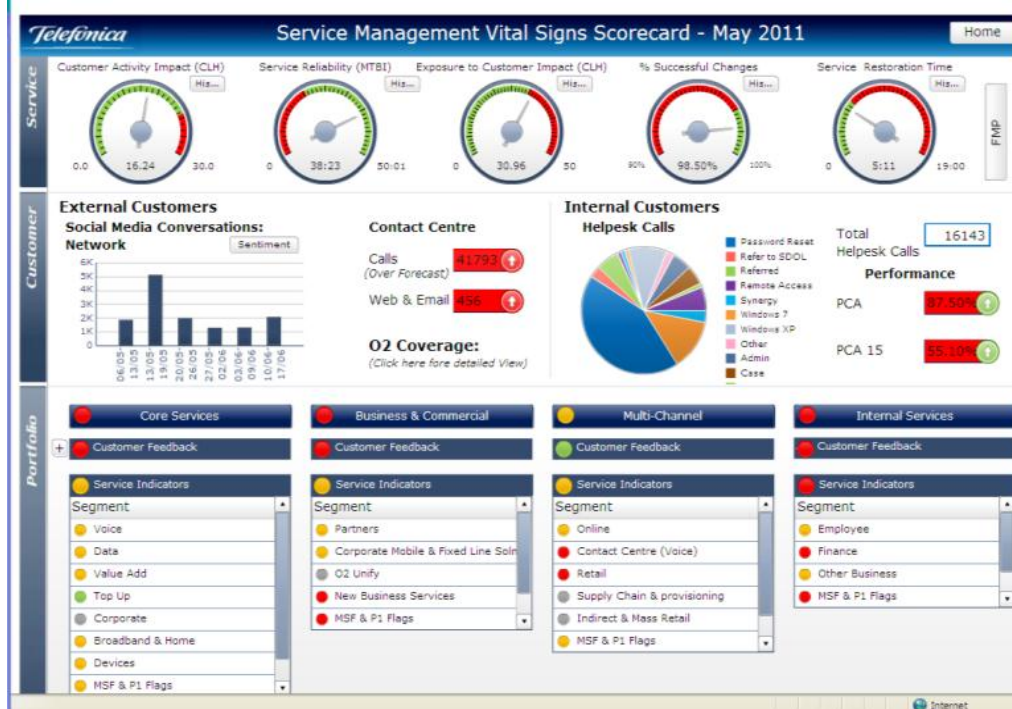 Telefónica
Service Management Vital Signs Scorecard - May 2011
Home
Service
Customer Activity Impact (CLH)
His...
0.0
16.24
30.0
Service Reliability (MTBI)
His...
0
38:23
50:01
Exposure to Customer Impact (CLH)
His...
0
30.96
50
% Successful Changes
His...
90%
98.50%
100%
Service Restoration Time
His...
0
5:11
19:00
FMP
Customer
External Customers
Social Media Conversations:
Network
Sentiment
6K
5K
4K
3K
2K
1K
0
06/05-
13/05
13/05-
19/05
20/05-
26/05
27/05-
02/06
03/06-
09/06
10/06-
17/06
Contact Centre
Calls
(Over Forecast)
41793
Web & Email
456
O2 Coverage:
(Click here fore detailed View)
Internal Customers
Helpesk Calls
Password Reset
Refer to SDOL
Referred
Remote Access
Synergy
Windows 7
Windows XP
Other
Admin
Case
Total
Helpesk Calls
16143
Performance
PCA
87.50%
PCA 15
55.10%
Portfolio
Core Services
+
Customer Feedback
Service Indicators
Segment
Voice
Data
Value Add
Top Up
Corporate
Broadband & Home
Devices
MSF & P1 Flags
Business & Commercial
Customer Feedback
Service Indicators
Segment
Partners
Corporate Mobile & Fixed Line Soln
O2 Unify
New Business Services
MSF & P1 Flags
Multi-Channel
Customer Feedback
Service Indicators
Segment
Online
Contact Centre (Voice)
Retail
Supply Chain & provisioning
Indirect & Mass Retail
MSF & P1 Flags
Internal Services
Customer Feedback
Service Indicators
Segment
Employee
Finance
Other Business
MSF & P1 Flags
Internet